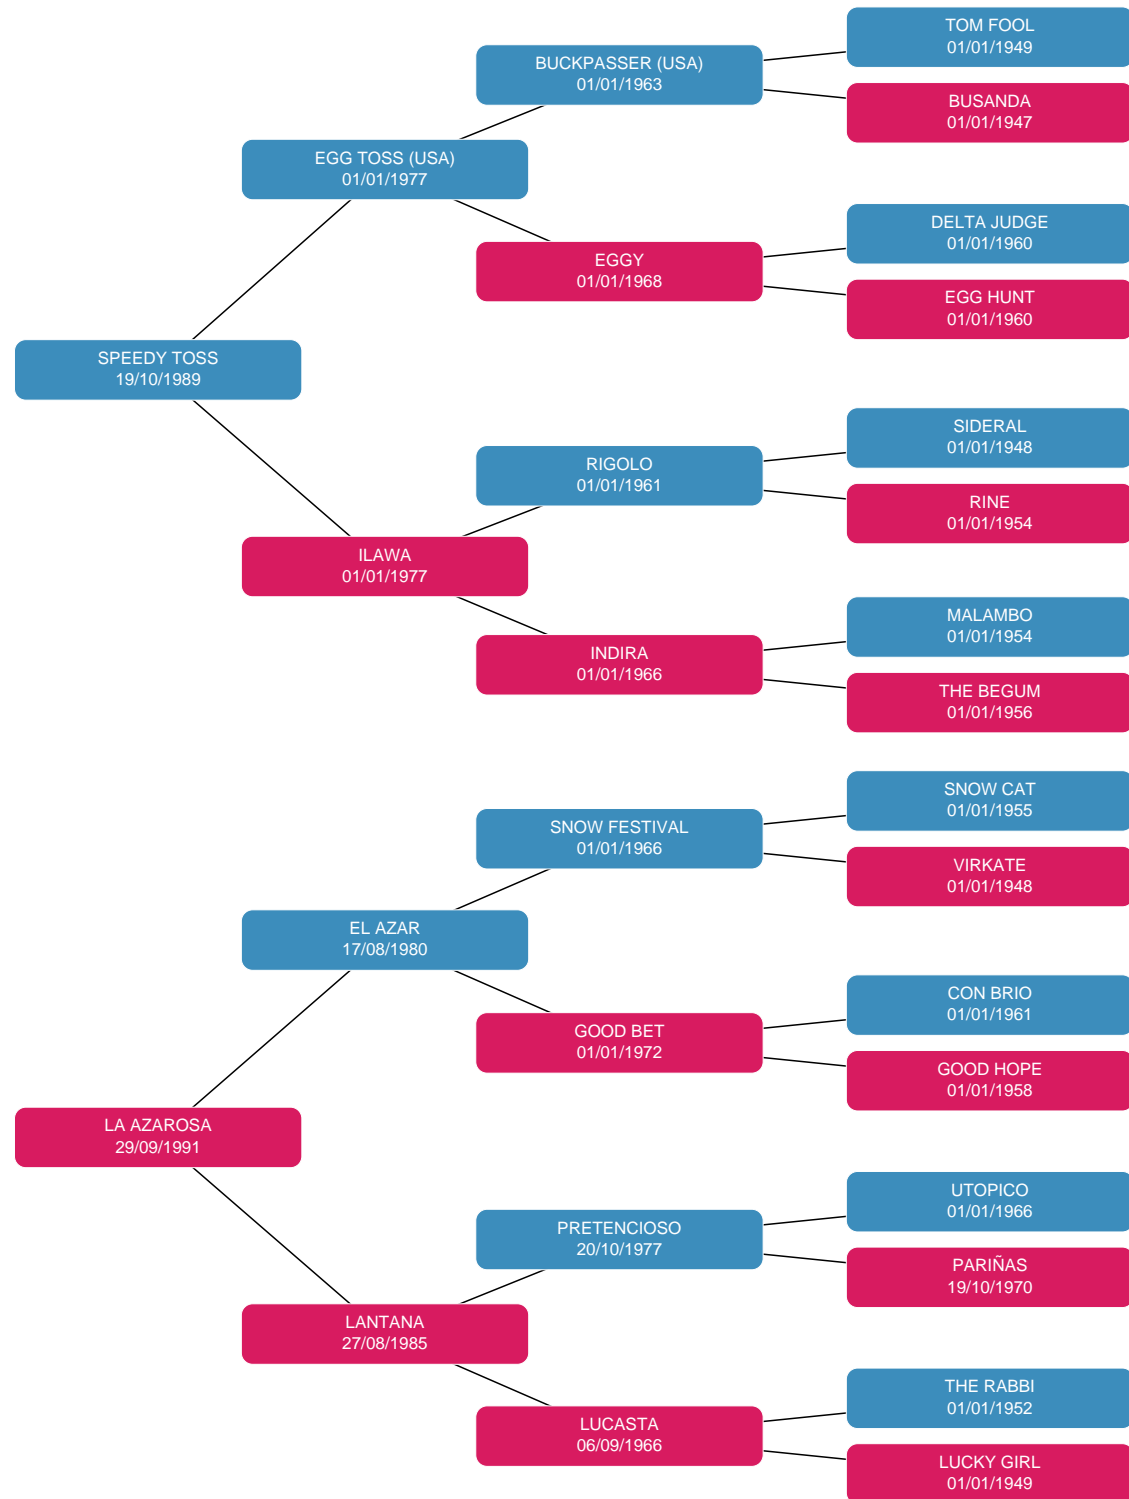 TOM FOOL
01/01/1949
BUCKPASSER (USA)
01/01/1963
BUSANDA
01/01/1947
EGG TOSS (USA)
01/01/1977
DELTA JUDGE
01/01/1960
EGGY
01/01/1968
EGG HUNT
01/01/1960
SPEEDY TOSS
19/10/1989
SIDERAL
01/01/1948
RIGOLO
01/01/1961
RINE
01/01/1954
ILAWA
01/01/1977
MALAMBO
01/01/1954
INDIRA
01/01/1966
THE BEGUM
01/01/1956
SNOW CAT
01/01/1955
SNOW FESTIVAL
01/01/1966
VIRKATE
01/01/1948
EL AZAR
17/08/1980
CON BRIO
01/01/1961
GOOD BET
01/01/1972
GOOD HOPE
01/01/1958
LA AZAROSA
29/09/1991
UTOPICO
01/01/1966
PRETENCIOSO
20/10/1977
PARIÑAS
19/10/1970
LANTANA
27/08/1985
THE RABBI
01/01/1952
LUCASTA
06/09/1966
LUCKY GIRL
01/01/1949